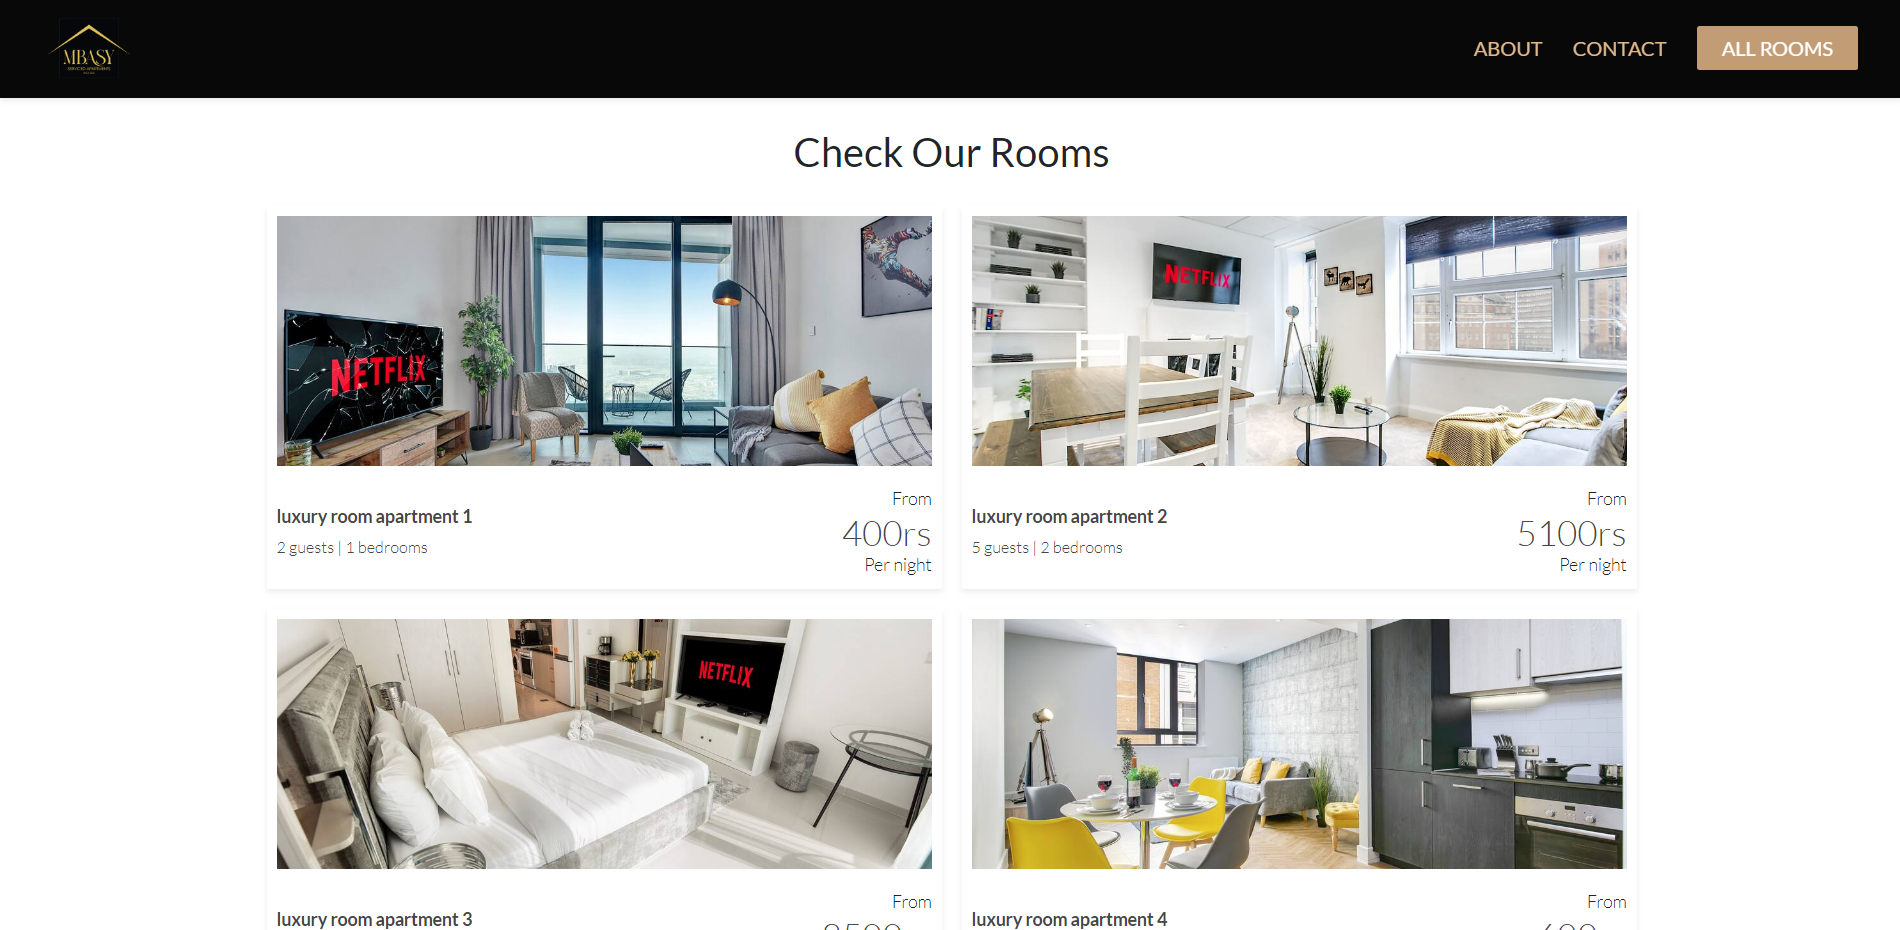 MBASY
SERVICED APARTMENTS
ABOUT
CONTACT
ALL ROOMS
Check Our Rooms
NETFLIX
NETFLIX
luxury room apartment 1
2 guests | 1 bedrooms
From
400rs
Per night
luxury room apartment 2
5 guests | 2 bedrooms
From
5100rs
Per night
NETFLIX
luxury room apartment 3
From
luxury room apartment 4
From